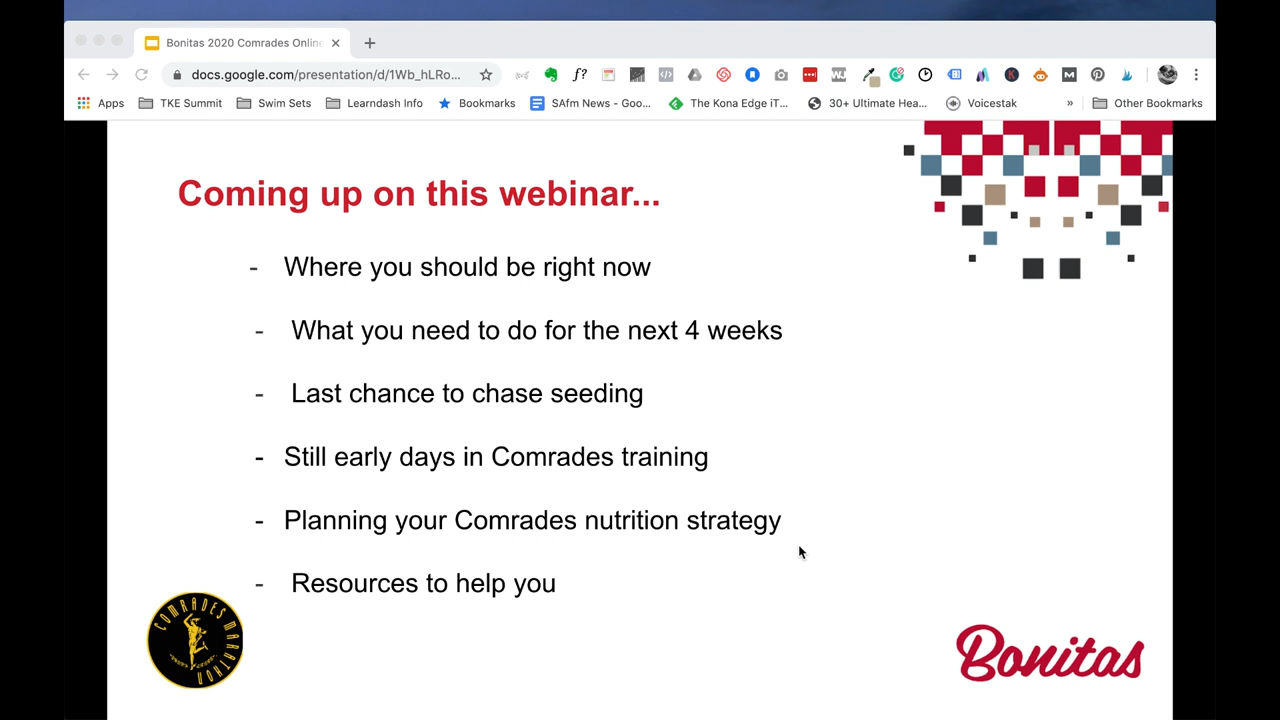 Bonitas 2020 Comrades Onlin
docs.google.com/presentation/d/1Wb_hLRo...
Apps TKE Summit Swim Sets Learndash Info Bookmarks SAfm News - Goo... The Kona Edge iT... 30+ Ultimate Hea... Voicestak » Other Bookmarks
Coming up on this webinar...
- Where you should be right now
- What you need to do for the next 4 weeks
- Last chance to chase seeding
- Still early days in Comrades training
- Planning your Comrades nutrition strategy
- Resources to help you
COMRADES MARATHON
Bonitas